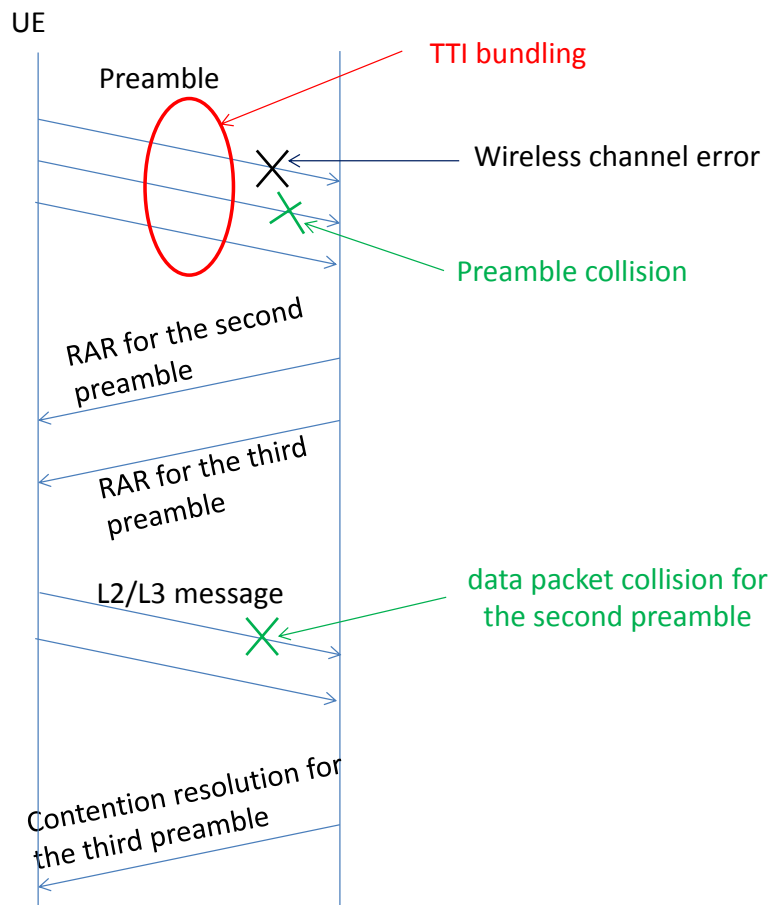 UE
TTI bundling
Preamble
Wireless channel error
Preamble collision
RAR for the second
preamble
RAR for the third
preamble
L2/L3 message
data packet collision for
the second preamble
Contention resolution for
the third preamble